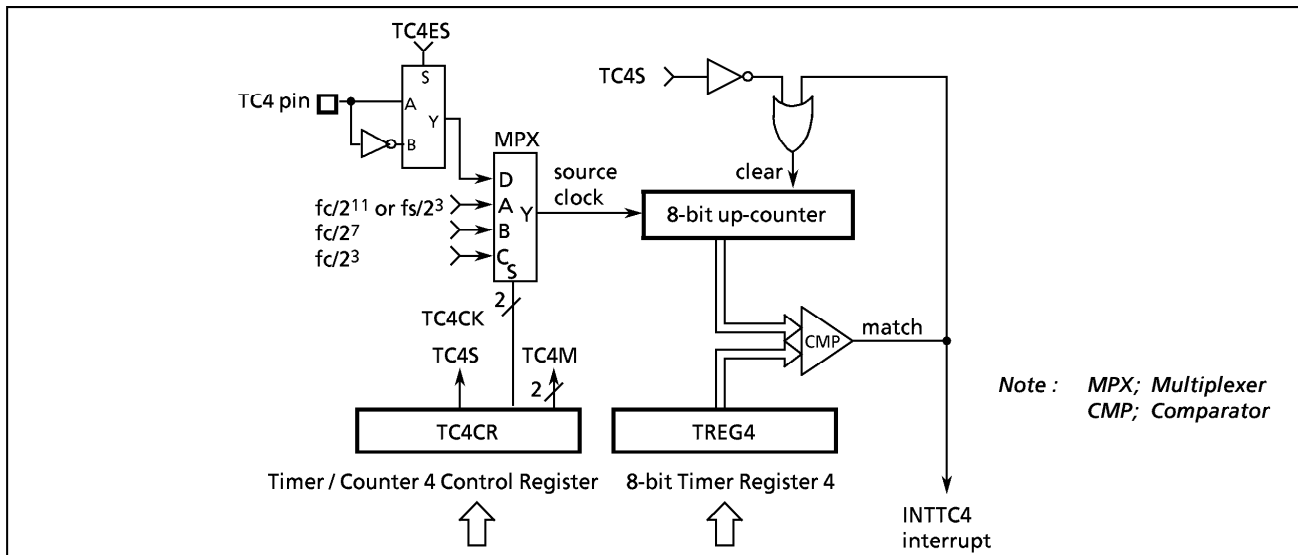 TC4ES
S
TC4 pin
A
Y
B
TC4S
MPX
D
fc/2¹¹ or fs/2³
A
Y
fc/2⁷
B
fc/2³
C
S
source
clock
clear
8-bit up-counter
2
TC4CK
TC4S
TC4M
2
CMP
match
TC4CR
TREG4
Timer / Counter 4 Control Register
8-bit Timer Register 4
Note : MPX; Multiplexer
CMP; Comparator
INTTC4
interrupt